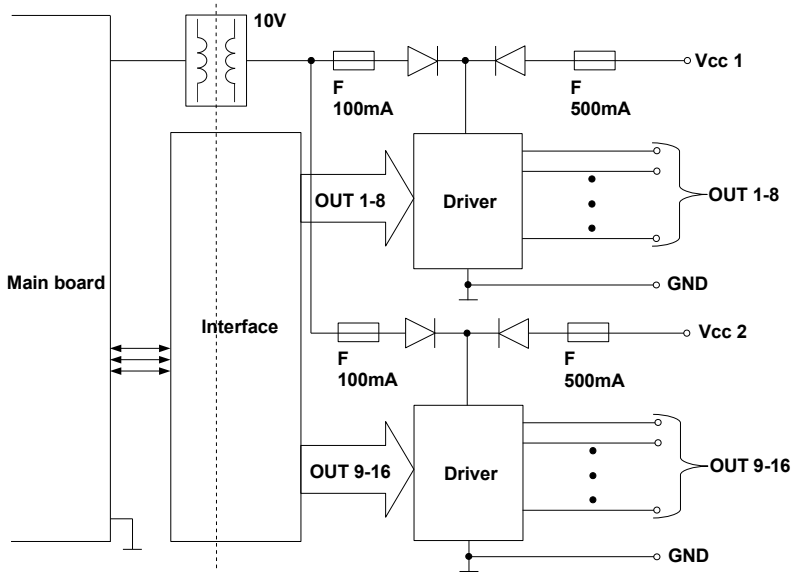 10V
Vcc 1
F
100mA
F
500mA
OUT 1-8
Driver
OUT 1-8
Main board
GND
Interface
Vcc 2
F
100mA
F
500mA
OUT 9-16
Driver
OUT 9-16
GND